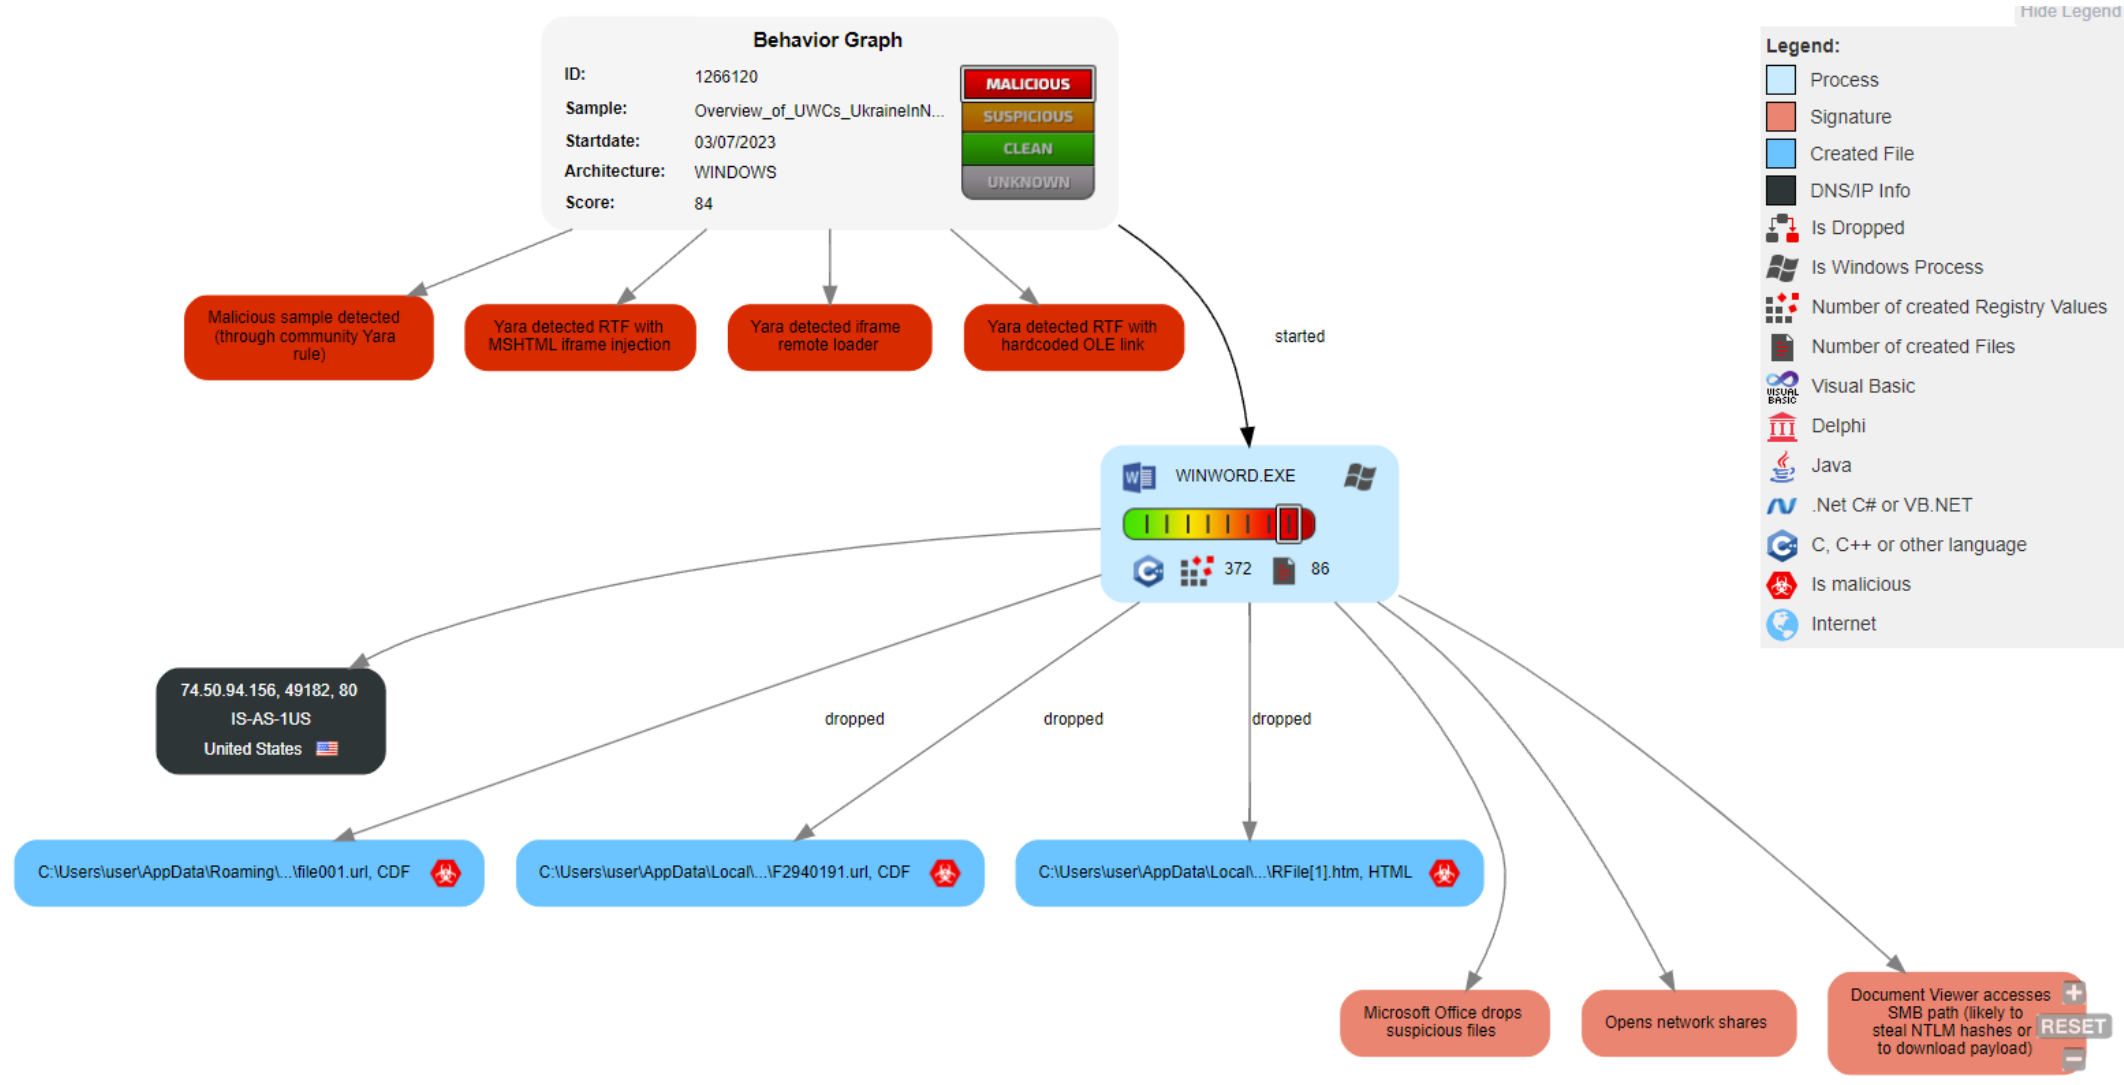 Hide Legend
Behavior Graph
ID: 1266120
Sample: Overview_of_UWCs_UkraineInN...
Startdate: 03/07/2023
Architecture: WINDOWS
Score: 84
MALICIOUS
SUSPICIOUS
CLEAN
UNKNOWN
Legend:
Process
Signature
Created File
DNS/IP Info
Is Dropped
Is Windows Process
Number of created Registry Values
Number of created Files
VISUAL
BASIC
Visual Basic
Delphi
Java
.Net C# or VB.NET
C, C++ or other language
Is malicious
Internet
Malicious sample detected
(through community Yara
rule)
Yara detected RTF with
MSHTML iframe injection
Yara detected iframe
remote loader
Yara detected RTF with
hardcoded OLE link
started
WINWORD.EXE
372
86
74.50.94.156, 49182, 80
IS-AS-1US
United States
dropped
dropped
dropped
C:\Users\user\AppData\Roaming\...\file001.url, CDF
C:\Users\user\AppData\Local\...\F2940191.url, CDF
C:\Users\user\AppData\Local\...\RFile[1].htm, HTML
Microsoft Office drops
suspicious files
Opens network shares
Document Viewer accesses
SMB path (likely to
steal NTLM hashes or
to download payload)
RESET